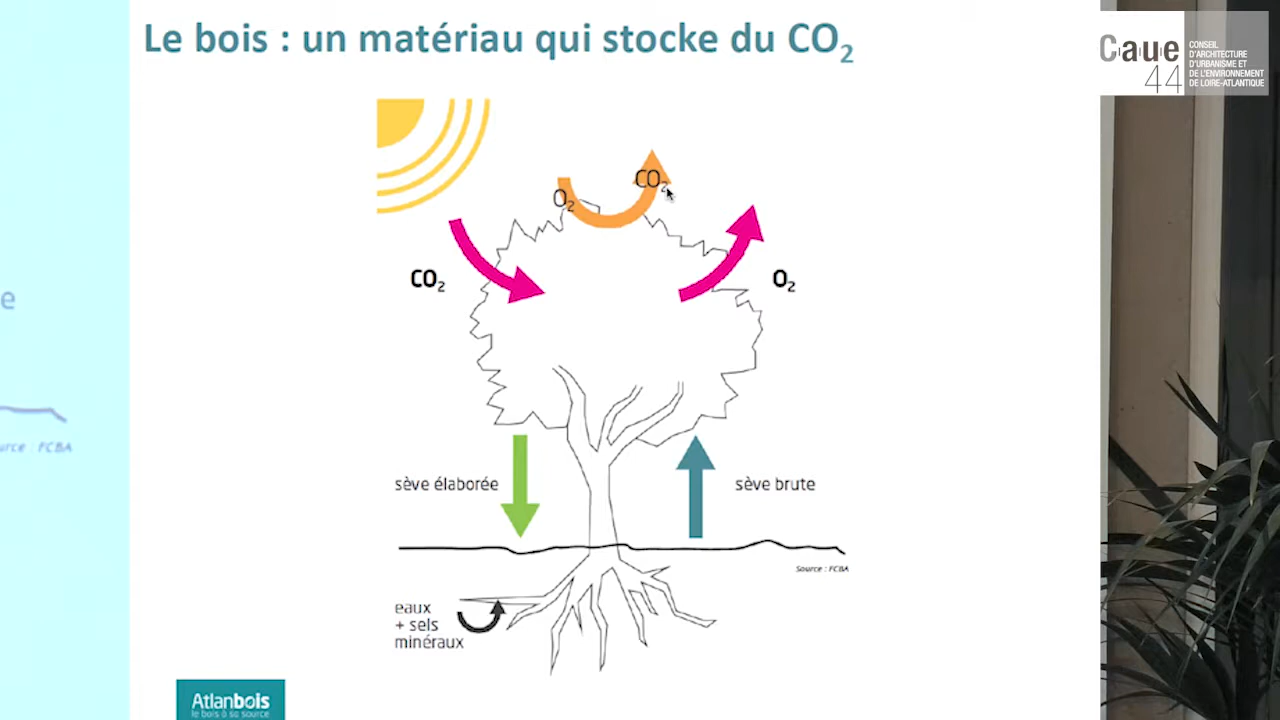 Le bois : un matériau qui stocke du CO₂
Caue
44
CONSEIL
D'ARCHITECTURE
D'URBANISME ET
DE L'ENVIRONNEMENT
DE LOIRE-ATLANTIQUE
O₂
CO₂
CO₂
O₂
e
urce : FCBA
sève élaborée
sève brute
Source : FCBA
eaux
+ sels
minéraux
Atlanbois
le bois à sa source